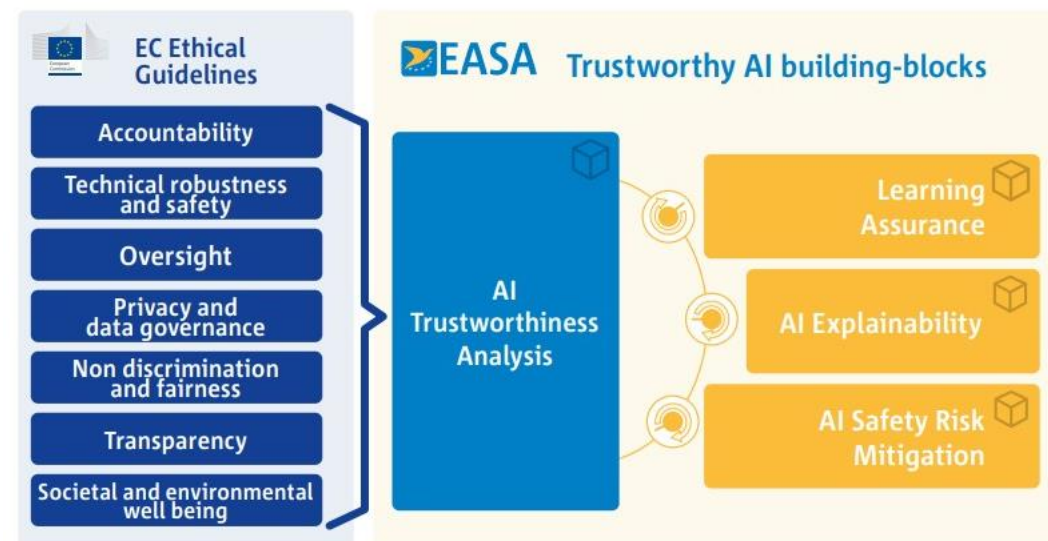 EC Ethical
Guidelines
European
Commission
Accountability
Technical robustness
and safety
Oversight
Privacy and
data governance
Non discrimination
and fairness
Transparency
Societal and environmental
well being
EASA
Trustworthy AI building-blocks
AI
Trustworthiness
Analysis
Learning
Assurance
AI Explainability
AI Safety Risk
Mitigation